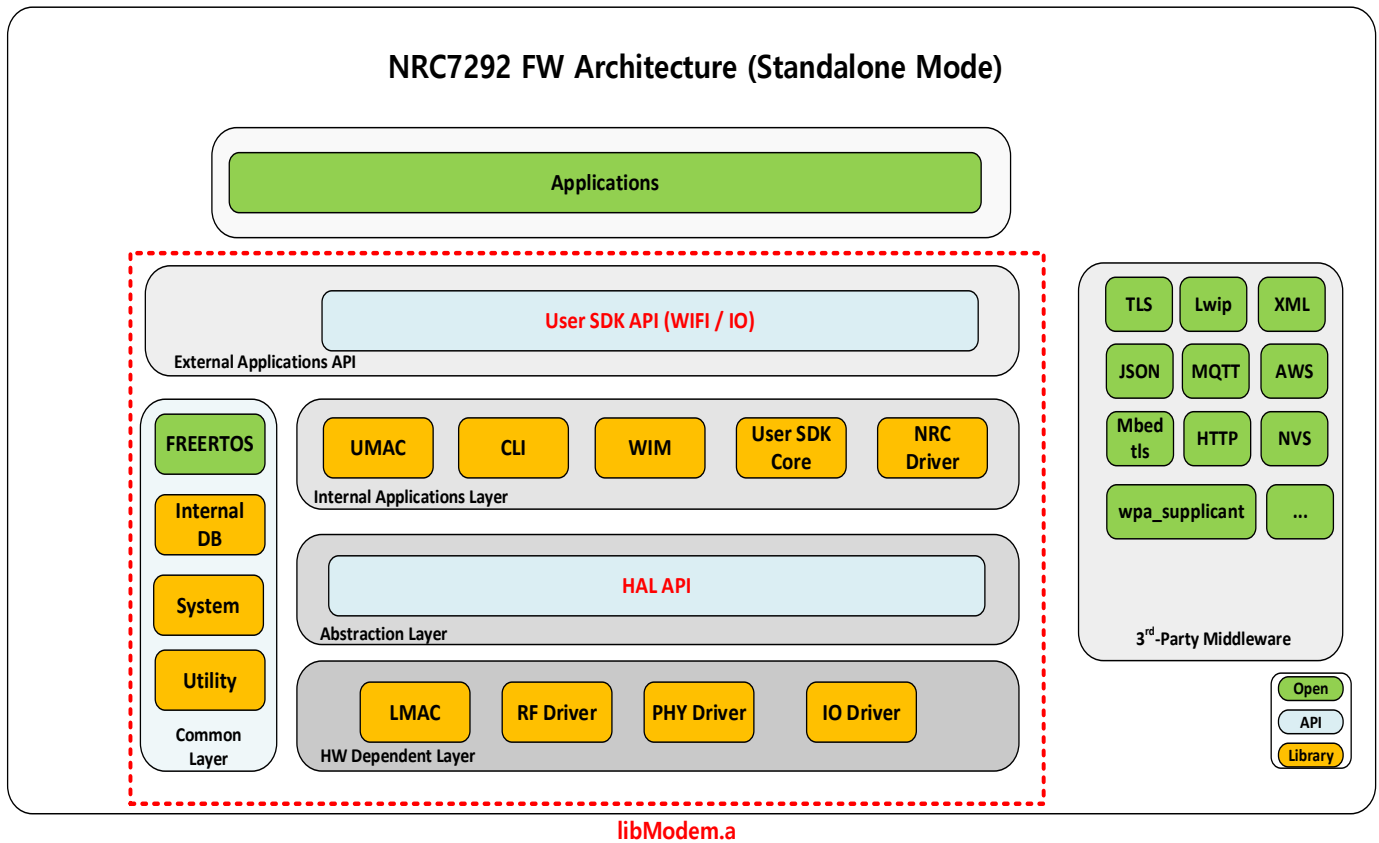 NRC7292 FW Architecture (Standalone Mode)
Applications
User SDK API (WIFI / IO)
External Applications API
FREERTOS
Internal
DB
System
Utility
Common
Layer
UMAC
CLI
WIM
User SDK
Core
NRC
Driver
Internal Applications Layer
HAL API
Abstraction Layer
LMAC
RF Driver
PHY Driver
IO Driver
HW Dependent Layer
TLS
Lwip
XML
JSON
MQTT
AWS
Mbed
tls
HTTP
NVS
wpa_supplicant
...
3rd-Party Middleware
Open
API
Library
libModem.a